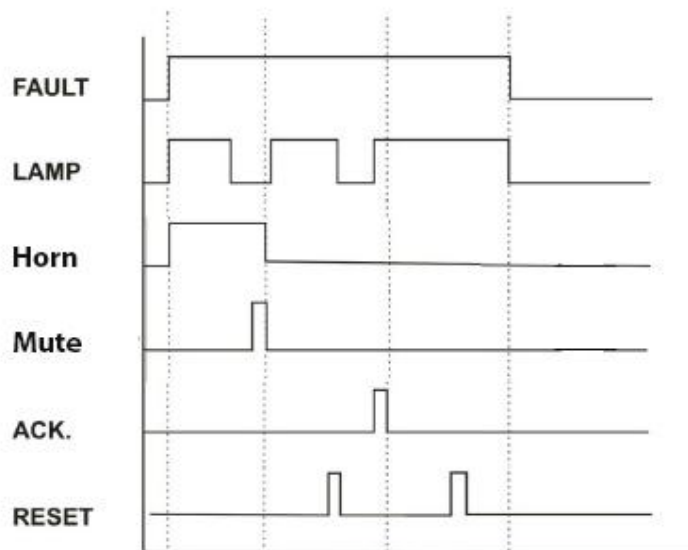 FAULT
LAMP
Horn
Mute
ACK.
RESET